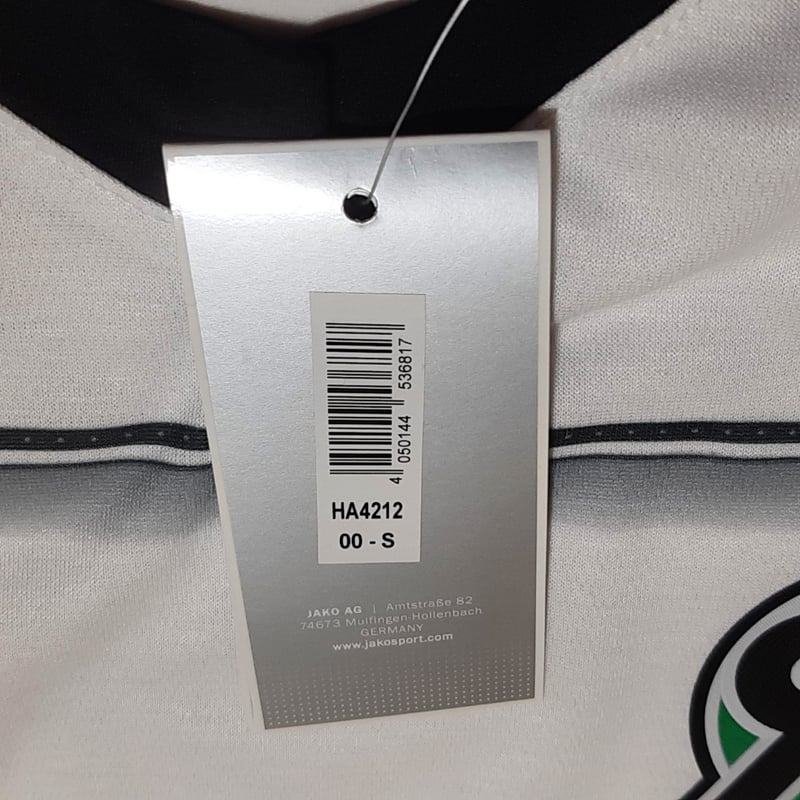 4 050144 536817
HA4212
00 - S
JAKO AG | Amtstraße 82
74673 Mulfingen-Hollenbach
GERMANY
www.jakosport.com